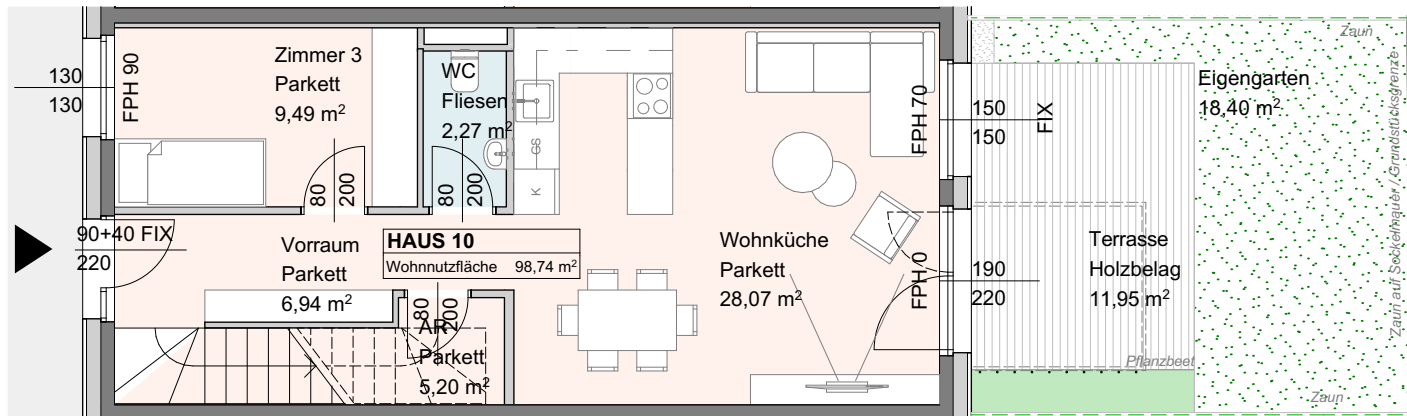 130
130
FPH 90
Zimmer 3
Parkett
9,49 m²
80
200
WC
Fliesen
2,27 m²
80
200
GS
K
FPH 70
150
150
FIX
Zaun
Eigengarten
18,40 m²
Zaun auf Sockelmauer / Grundstücksgrenze
90+40 FIX
220
Vorraum
Parkett
6,94 m²
HAUS 10
Wohnnutzfläche 98,74 m²
80
200
AR
Parkett
5,20 m²
Wohnküche
Parkett
28,07 m²
FPH 0
190
220
Terrasse
Holzbelag
11,95 m²
Pflanzbeet
Zaun